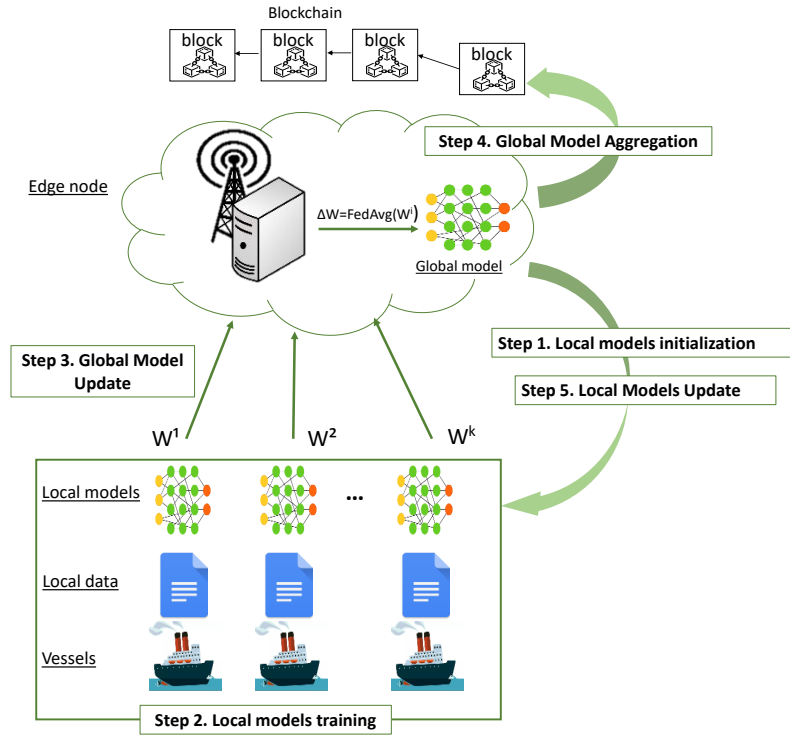 Blockchain
block
block
block
block
Step 4. Global Model Aggregation
Edge node
ΔW=FedAvg(Wⁱ)
Global model
Step 1. Local models initialization
Step 3. Global Model
Update
Step 5. Local Models Update
W¹
W²
Wᵏ
Local models
...
Local data
Vessels
Step 2. Local models training